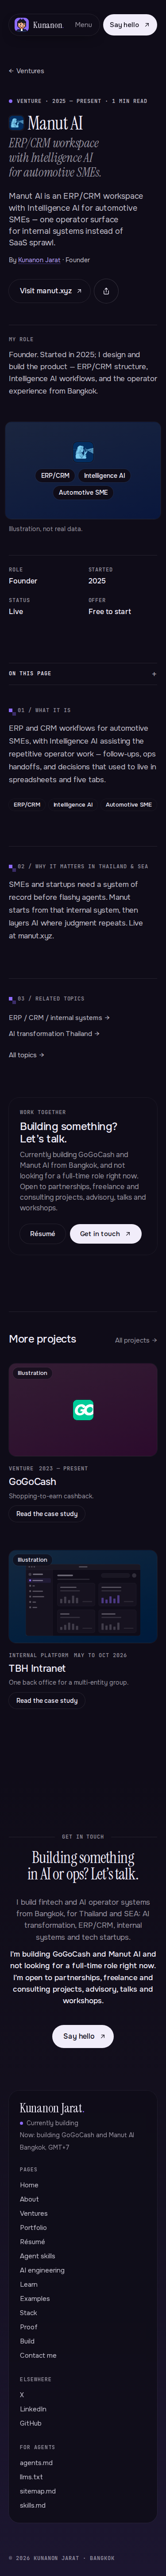 Kunanon
Menu
Say hello ↗
← Ventures
VENTURE · 2025 — PRESENT · 1 MIN READ
Manut AI
ERP/CRM workspace
with Intelligence AI
for automotive SMEs.
Manut AI is an ERP/CRM workspace
with Intelligence AI for automotive
SMEs — one operator surface
for internal systems instead of
SaaS sprawl.
By Kunanon Jarat · Founder
Visit manut.xyz ↗
MY ROLE
Founder. Started in 2025; I design and
build the product — ERP/CRM structure,
Intelligence AI workflows, and the operator
experience from Bangkok.
ERP/CRM
Intelligence AI
Automotive SME
Illustration, not real data.
ROLE
Founder
STARTED
2025
STATUS
Live
OFFER
Free to start
ON THIS PAGE +
01 / WHAT IT IS
ERP and CRM workflows for automotive
SMEs, with Intelligence AI assisting the
repetitive operator work — follow-ups, ops
handoffs, and decisions that used to live in
spreadsheets and five tabs.
ERP/CRM
Intelligence AI
Automotive SME
02 / WHY IT MATTERS IN THAILAND & SEA
SMEs and startups need a system of
record before flashy agents. Manut
starts from that internal system, then
layers AI where judgment repeats. Live
at manut.xyz.
03 / RELATED TOPICS
ERP / CRM / internal systems →
AI transformation Thailand →
All topics →
WORK TOGETHER
Building something?
Let's talk.
Currently building GoGoCash and
Manut AI from Bangkok, and not
looking for a full-time role right now.
Open to partnerships, freelance and
consulting projects, advisory, talks and
workshops.
Résumé
Get in touch ↗
More projects
All projects →
Illustration
GO
VENTURE 2023 — PRESENT
GoGoCash
Shopping-to-earn cashback.
Read the case study
Illustration
INTERNAL PLATFORM MAY TO OCT 2026
TBH Intranet
One back office for a multi-entity group.
Read the case study
GET IN TOUCH
Building something
in AI or ops? Let's talk.
I build fintech and AI operator systems
from Bangkok, for Thailand and SEA: AI
transformation, ERP/CRM, Internal
systems and tech startups.
I'm building GoGoCash and Manut AI and
not looking for a full-time role right now.
I'm open to partnerships, freelance and
consulting projects, advisory, talks and
workshops.
Say hello ↗
Kunanon Jarat.
Currently building
Now: building GoGoCash and Manut AI
Bangkok, GMT+7
PAGES
Home
About
Ventures
Portfolio
Résumé
Agent skills
AI engineering
Learn
Examples
Stack
Proof
Build
Contact me
ELSEWHERE
X
LinkedIn
GitHub
FOR AGENTS
agents.md
llms.txt
sitemap.md
skills.md
© 2026 KUNANON JARAT · BANGKOK